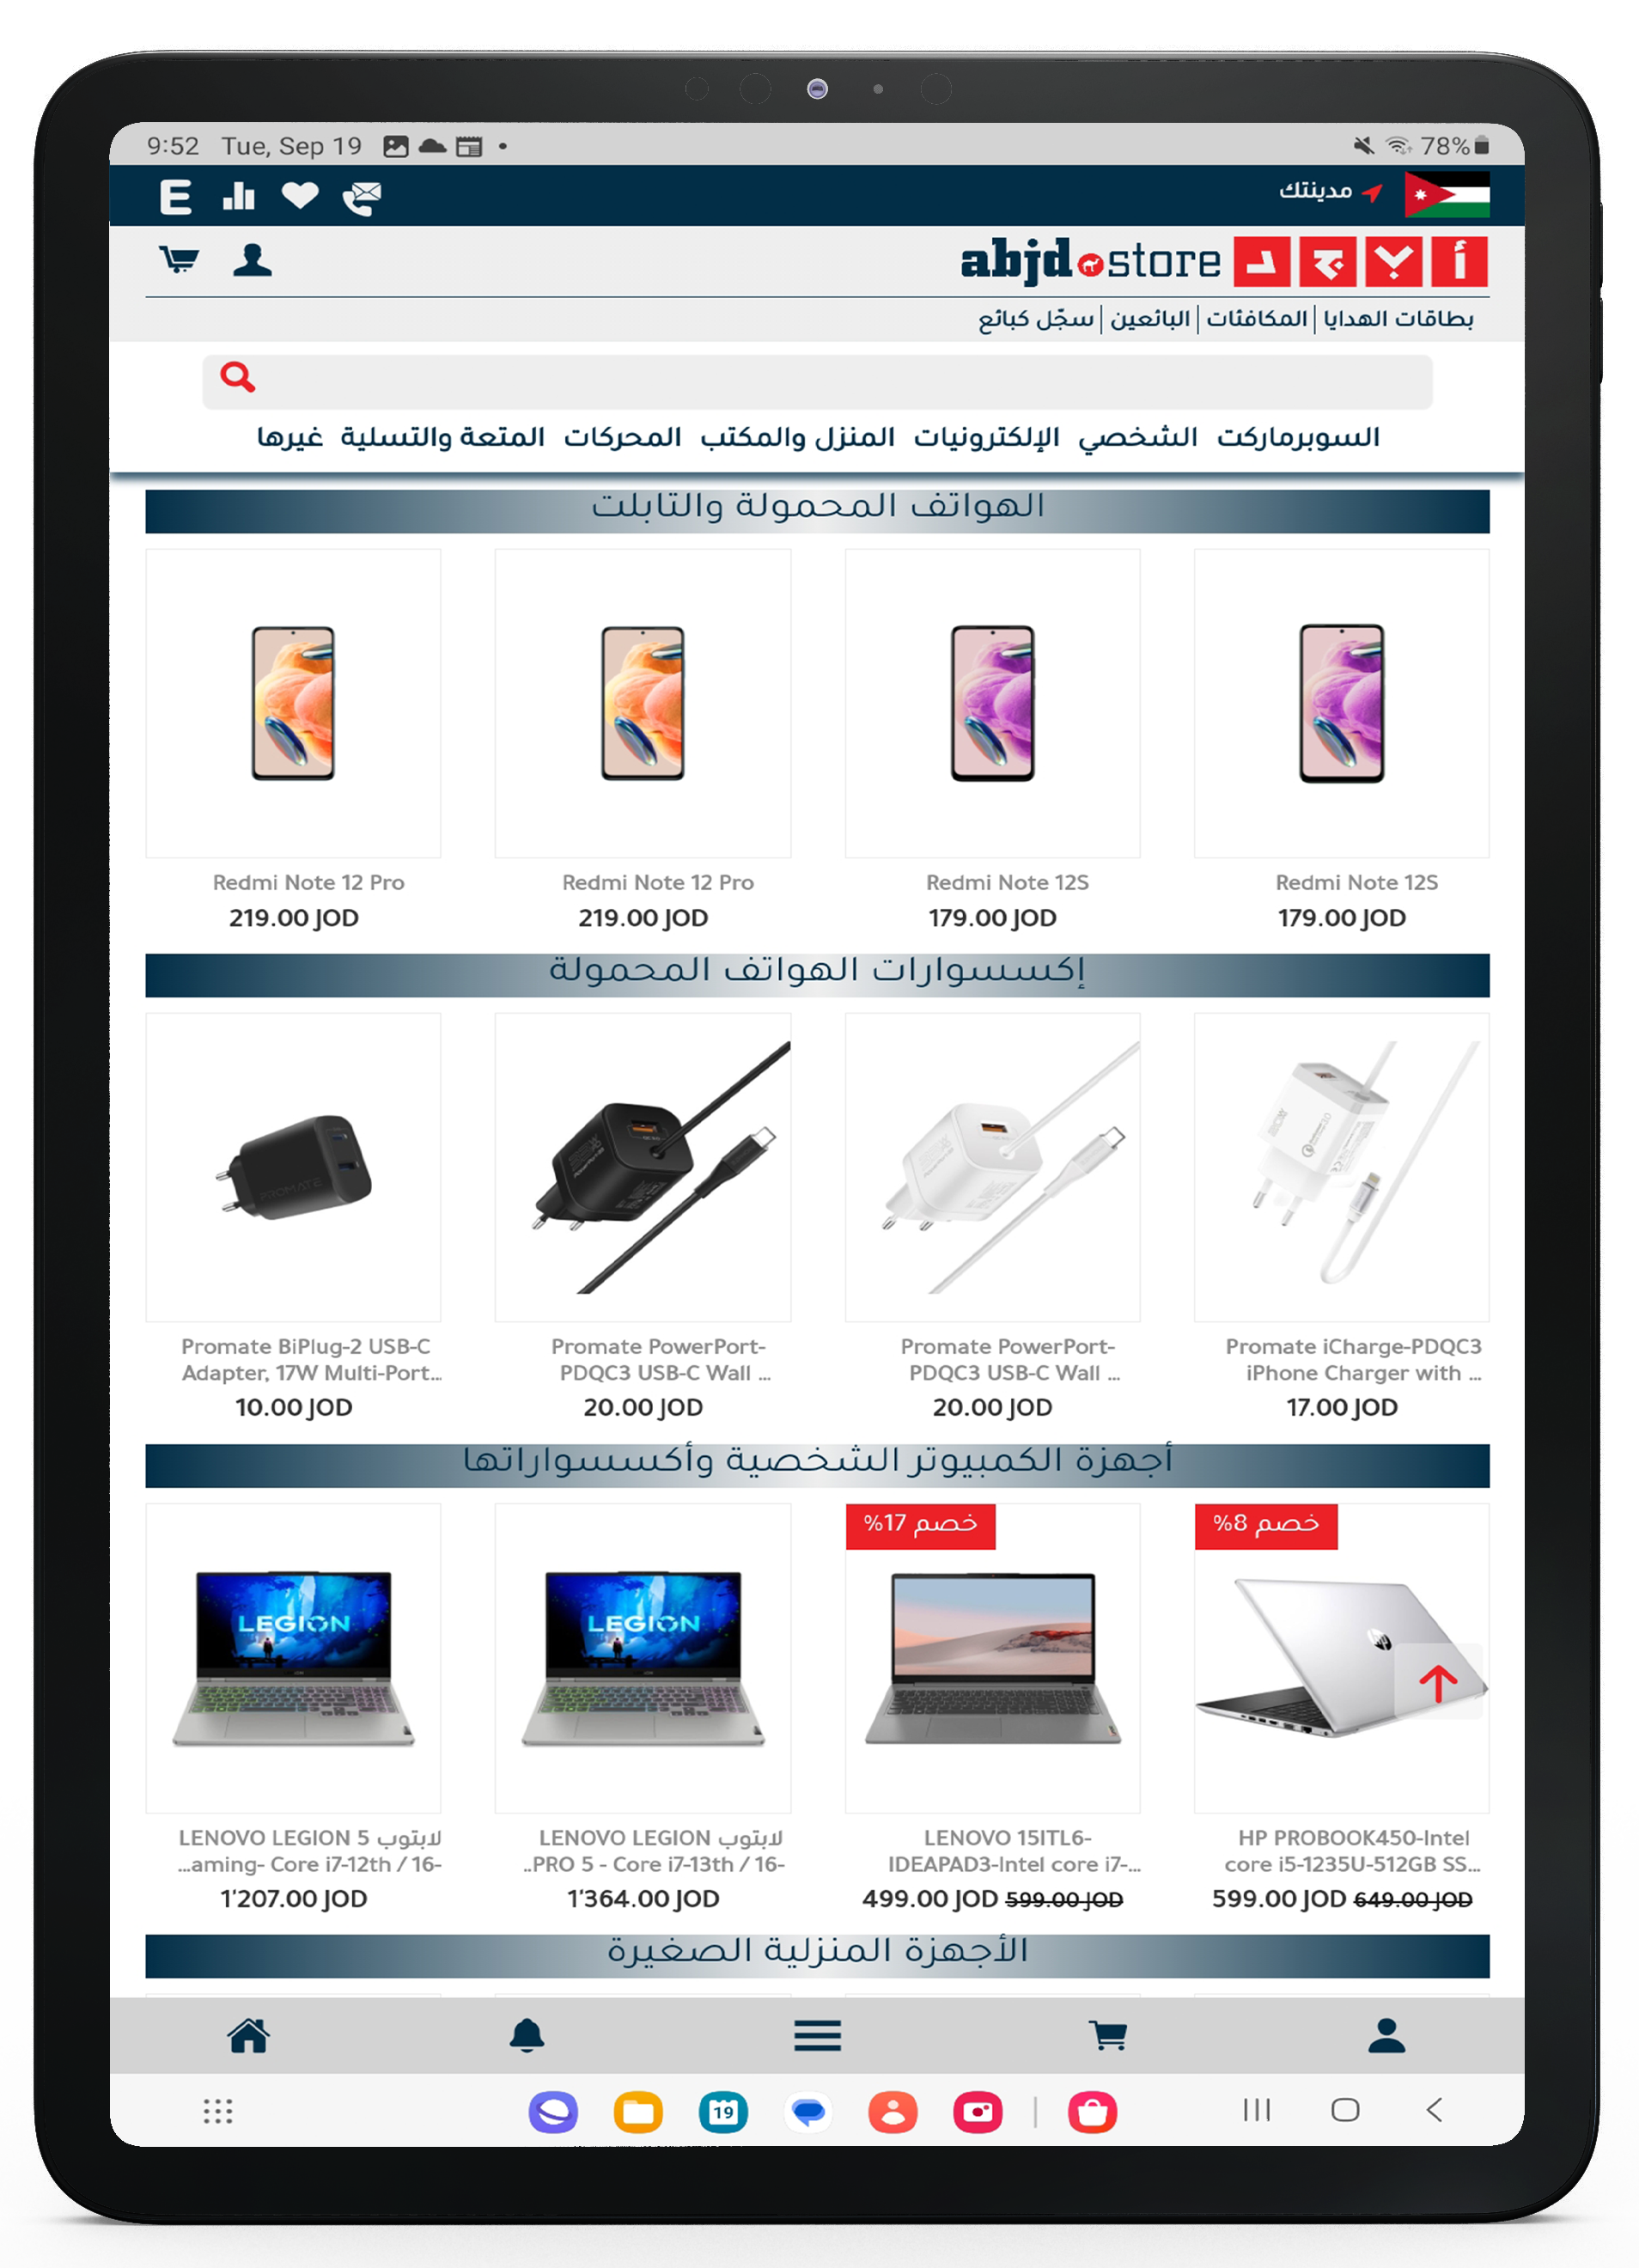 9:52 Tue, Sep 19
78%
مدينتك
E
abjd store أ ب ج د
بطاقات الهدايا | المكافئات | البائعين | سجّل كبائع
السوبرماركت الشخصي الإلكترونيات المنزل والمكتب المحركات المتعة والتسلية غيرها
الهواتف المحمولة والتابلت
Redmi Note 12 Pro
219.00 JOD
Redmi Note 12 Pro
219.00 JOD
Redmi Note 12S
179.00 JOD
Redmi Note 12S
179.00 JOD
إكسسوارات الهواتف المحمولة
PROMATE
Promate BiPlug-2 USB-C
Adapter, 17W Multi-Port...
10.00 JOD
Promate PowerPort-
PDQC3 USB-C Wall ...
20.00 JOD
Promate PowerPort-
PDQC3 USB-C Wall ...
20.00 JOD
Promate iCharge-PDQC3
iPhone Charger with ...
17.00 JOD
أجهزة الكمبيوتر الشخصية وأكسسواراتها
LEGION
لابتوب LENOVO LEGION 5
...aming- Core i7-12th / 16-
1'207.00 JOD
LEGION
لابتوب LENOVO LEGION
..PRO 5 - Core i7-13th / 16-
1'364.00 JOD
خصم 17%
LENOVO 15ITL6-
IDEAPAD3-Intel core i7-...
499.00 JOD 599.00 JOD
خصم 8%
hp
HP PROBOOK450-Intel
core i5-1235U-512GB SS...
599.00 JOD 649.00 JOD
الأجهزة المنزلية الصغيرة
19